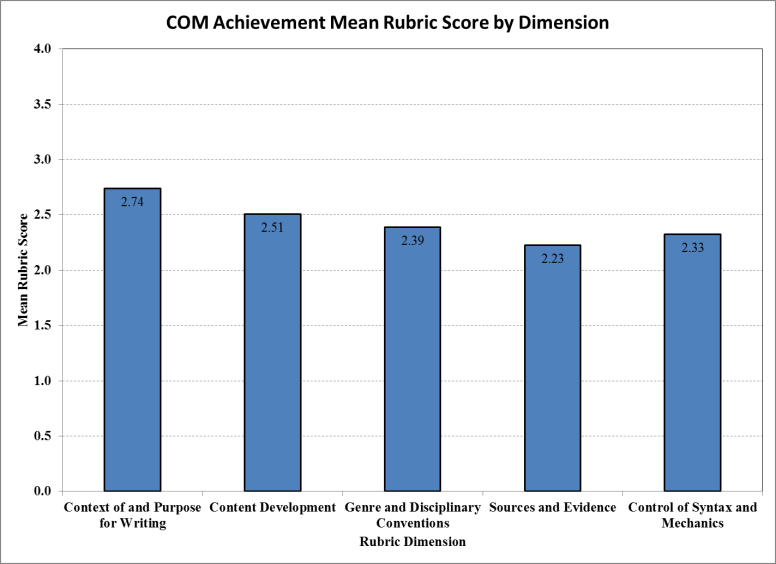 COM Achievement Mean Rubric Score by Dimension
4.0
3.5
3.0
2.5
2.0
1.5
1.0
0.5
0.0
Mean Rubric Score
2.74
2.51
2.39
2.23
2.33
Context of and Purpose
for Writing
Content Development
Genre and Disciplinary
Conventions
Sources and Evidence
Control of Syntax and
Mechanics
Rubric Dimension